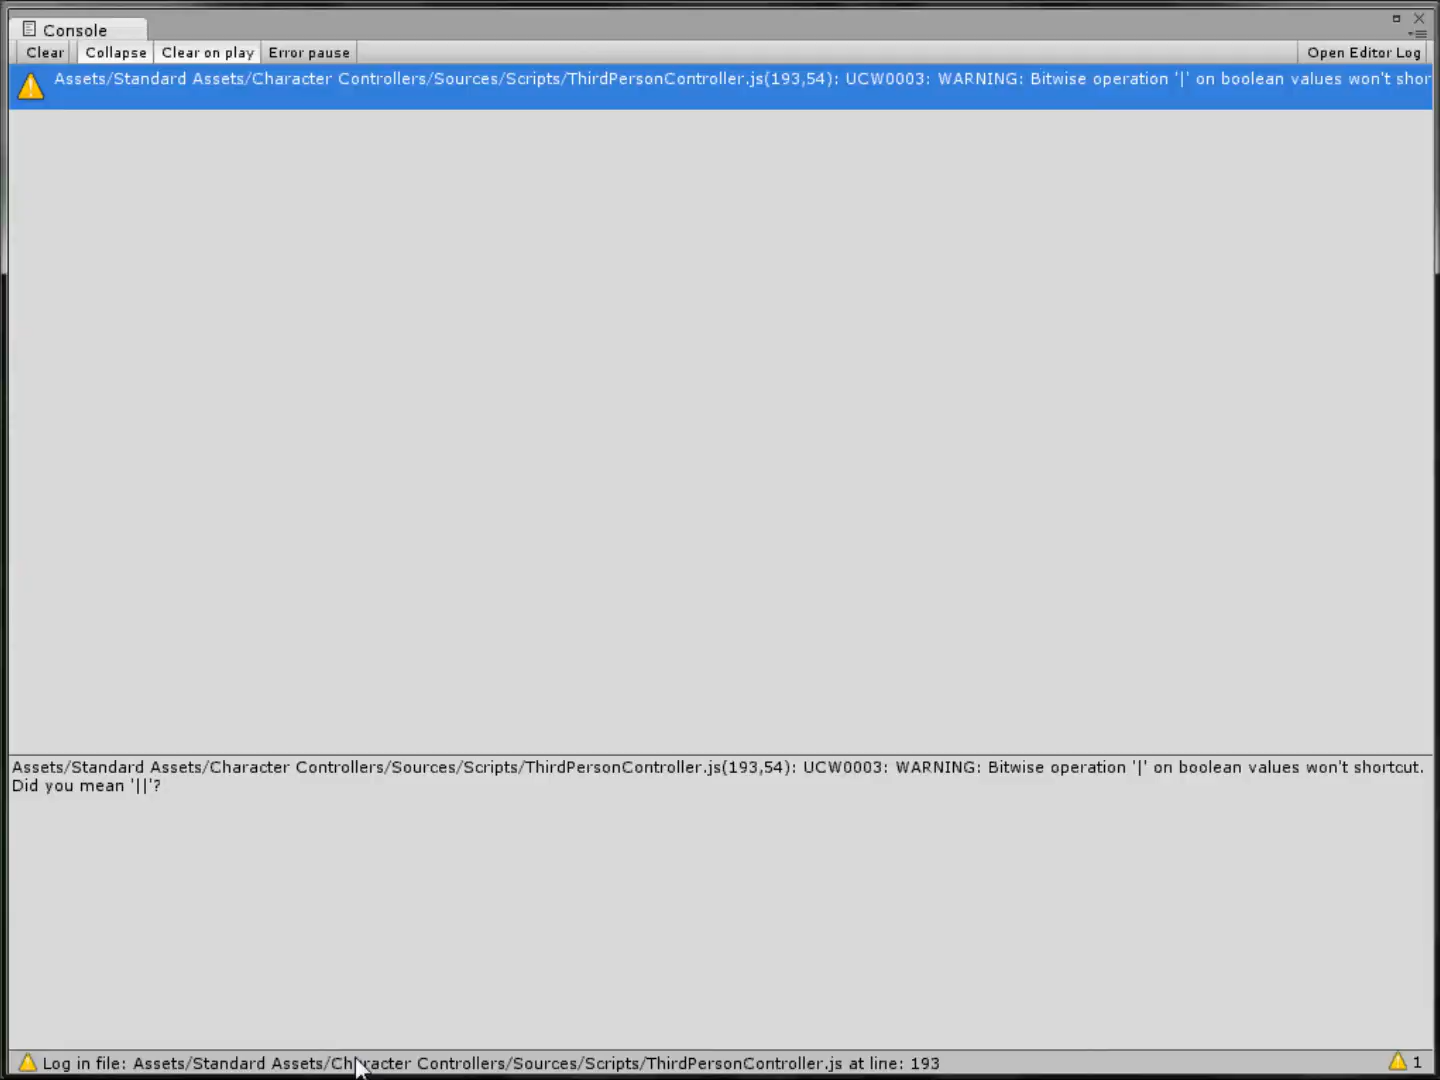 Console
Clear Collapse Clear on play Error pause Open Editor Log
Assets/Standard Assets/Character Controllers/Sources/Scripts/ThirdPersonController.js(193,54): UCW0003: WARNING: Bitwise operation '|' on boolean values won't shor
Assets/Standard Assets/Character Controllers/Sources/Scripts/ThirdPersonController.js(193,54): UCW0003: WARNING: Bitwise operation '|' on boolean values won't shortcut.
Did you mean '||'?
Log in file: Assets/Standard Assets/Character Controllers/Sources/Scripts/ThirdPersonController.js at line: 193 1